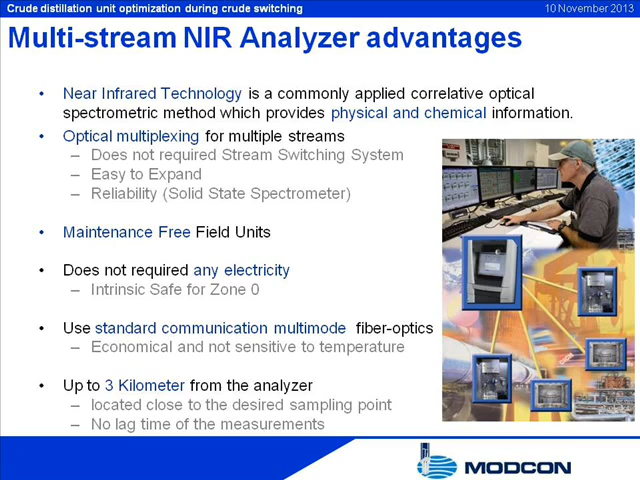 Crude distillation unit optimization during crude switching 10 November 2013
Multi-stream NIR Analyzer advantages
• Near Infrared Technology is a commonly applied correlative optical
spectrometric method which provides physical and chemical information.
• Optical multiplexing for multiple streams
– Does not required Stream Switching System
– Easy to Expand
– Reliability (Solid State Spectrometer)
• Maintenance Free Field Units
• Does not required any electricity
– Intrinsic Safe for Zone 0
• Use standard communication multimode fiber-optics
– Economical and not sensitive to temperature
• Up to 3 Kilometer from the analyzer
– located close to the desired sampling point
– No lag time of the measurements
MODCON